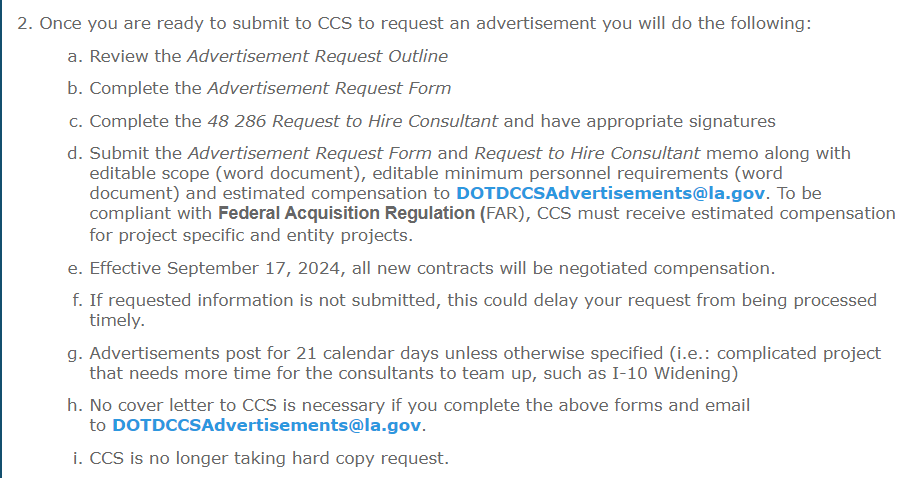 2. Once you are ready to submit to CCS to request an advertisement you will do the following:
a. Review the Advertisement Request Outline
b. Complete the Advertisement Request Form
c. Complete the 48 286 Request to Hire Consultant and have appropriate signatures
d. Submit the Advertisement Request Form and Request to Hire Consultant memo along with
editable scope (word document), editable minimum personnel requirements (word
document) and estimated compensation to DOTDCCSAdvertisements@la.gov. To be
compliant with Federal Acquisition Regulation (FAR), CCS must receive estimated compensation
for project specific and entity projects.
e. Effective September 17, 2024, all new contracts will be negotiated compensation.
f. If requested information is not submitted, this could delay your request from being processed
timely.
g. Advertisements post for 21 calendar days unless otherwise specified (i.e.: complicated project
that needs more time for the consultants to team up, such as I-10 Widening)
h. No cover letter to CCS is necessary if you complete the above forms and email
to DOTDCCSAdvertisements@la.gov.
i. CCS is no longer taking hard copy request.